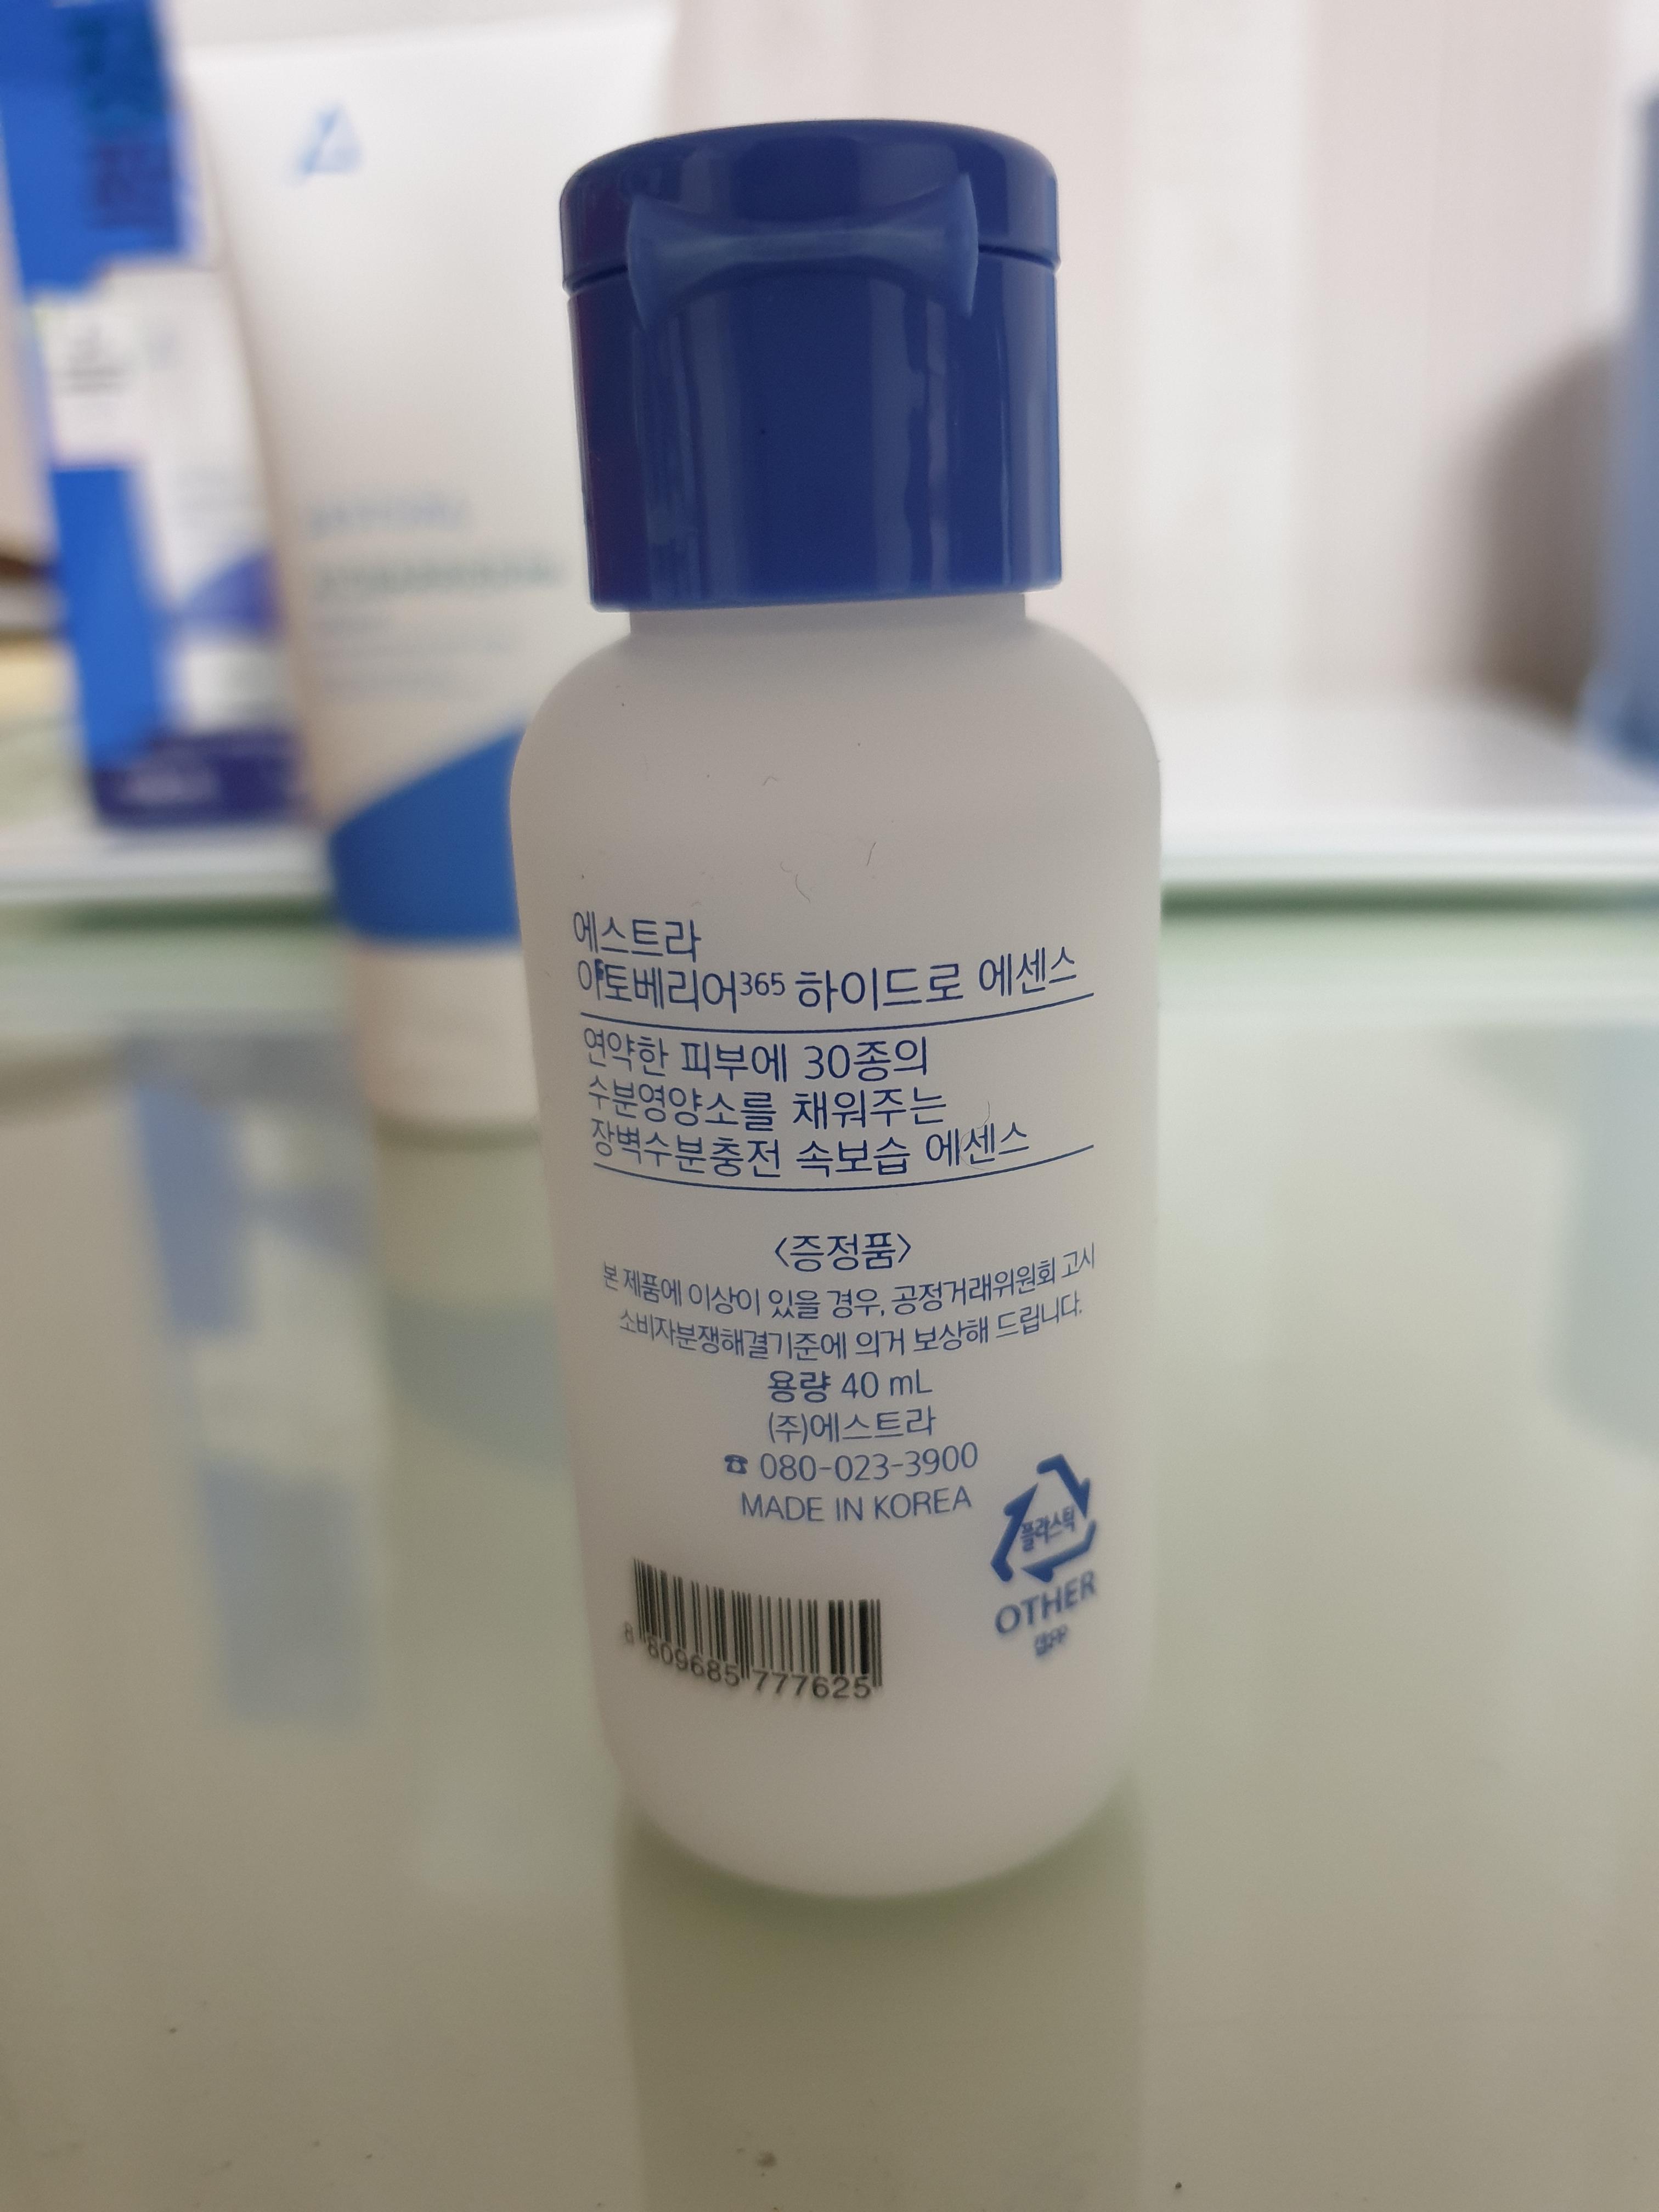 에스트라
아토베리어365 하이드로 에센스
연약한 피부에 30종의
수분영양소를 채워주는
장벽수분충전 속보습 에센스
<증정품>
본 제품에 이상이 있을 경우, 공정거래위원회 고시
소비자분쟁해결기준에 의거 보상해 드립니다.
용량 40 mL
(주)에스트라
☎ 080-023-3900
MADE IN KOREA
플라스틱
OTHER
8 809685 777625